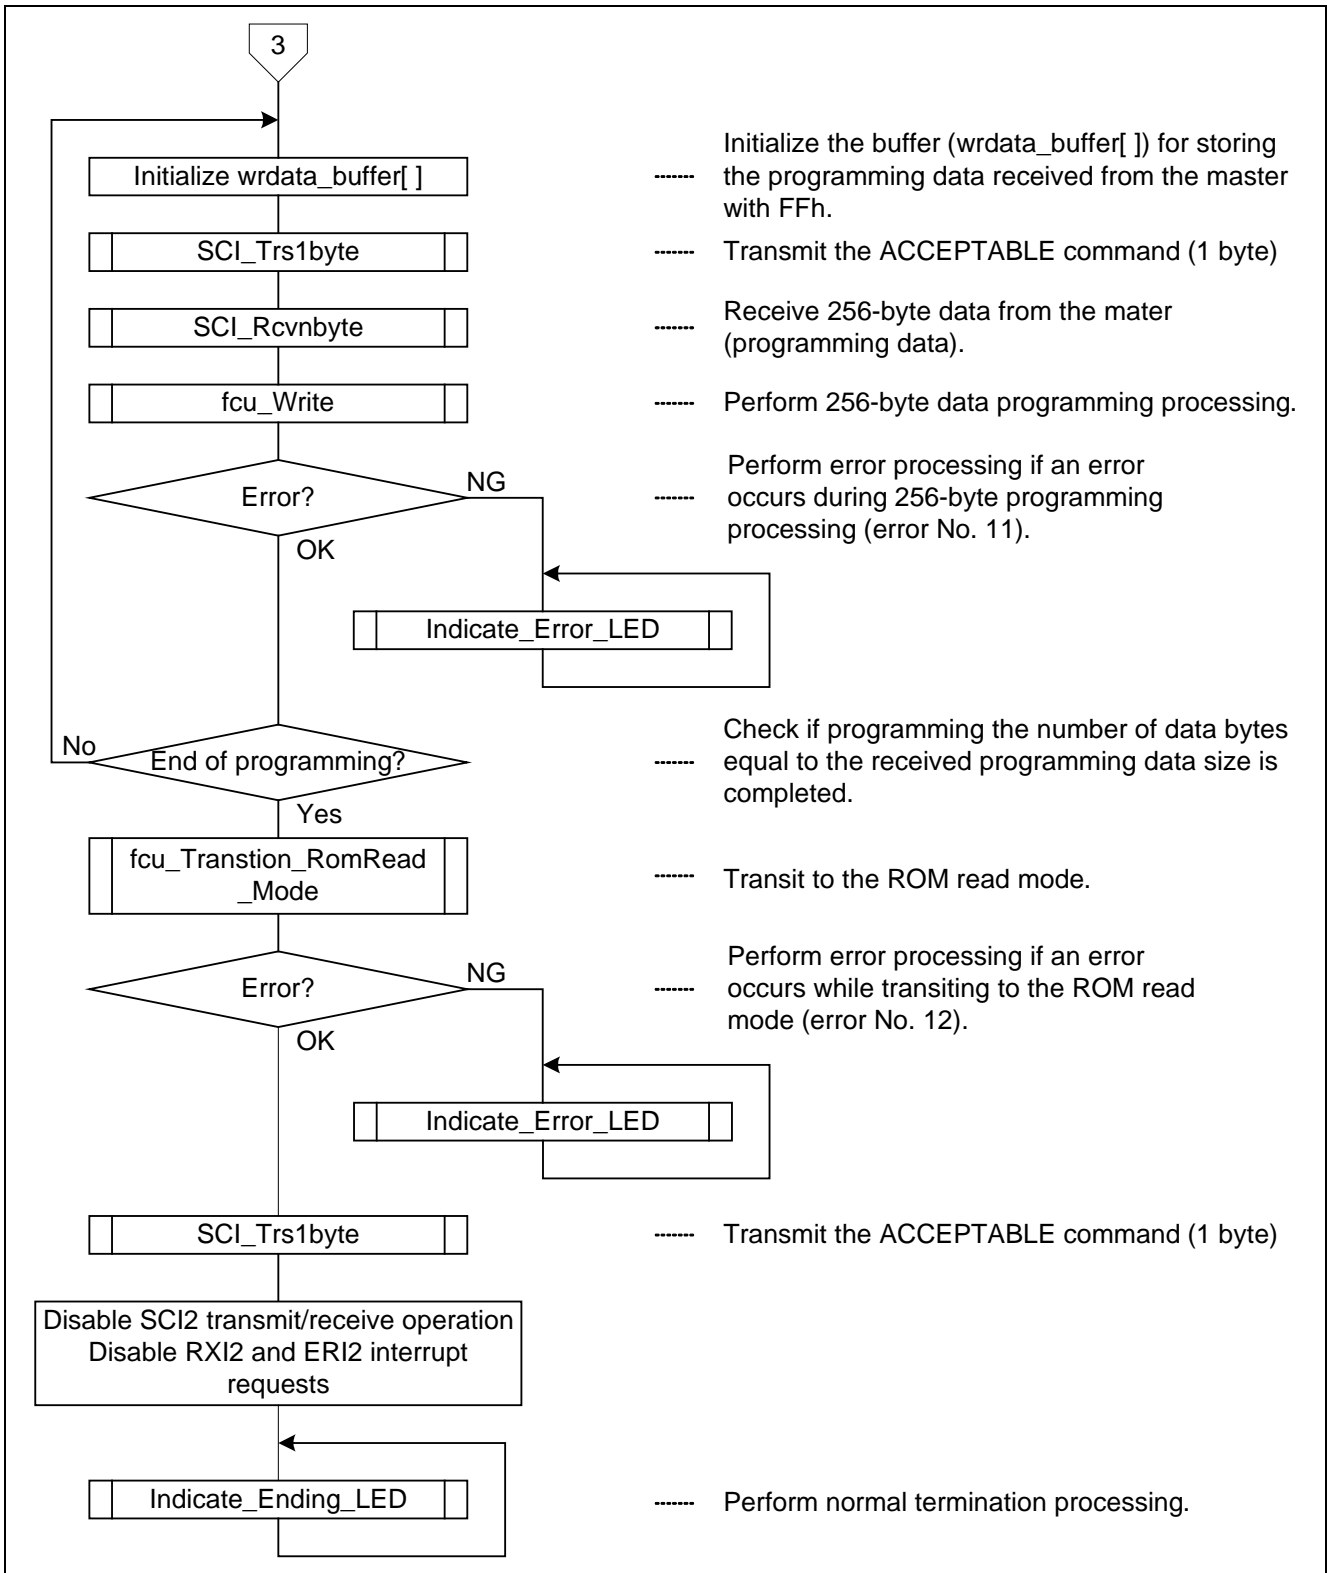 3
Initialize wrdata_buffer[ ]
Initialize the buffer (wrdata_buffer[ ]) for storing
the programming data received from the master
with FFh.
SCI_Trs1byte
Transmit the ACCEPTABLE command (1 byte)
SCI_Rcvnbyte
Receive 256-byte data from the mater
(programming data).
fcu_Write
Perform 256-byte data programming processing.
Error?
NG
OK
Perform error processing if an error
occurs during 256-byte programming
processing (error No. 11).
Indicate_Error_LED
No
End of programming?
Yes
Check if programming the number of data bytes
equal to the received programming data size is
completed.
fcu_Transtion_RomRead
_Mode
Transit to the ROM read mode.
Error?
NG
OK
Perform error processing if an error
occurs while transiting to the ROM read
mode (error No. 12).
Indicate_Error_LED
SCI_Trs1byte
Transmit the ACCEPTABLE command (1 byte)
Disable SCI2 transmit/receive operation
Disable RXI2 and ERI2 interrupt
requests
Indicate_Ending_LED
Perform normal termination processing.